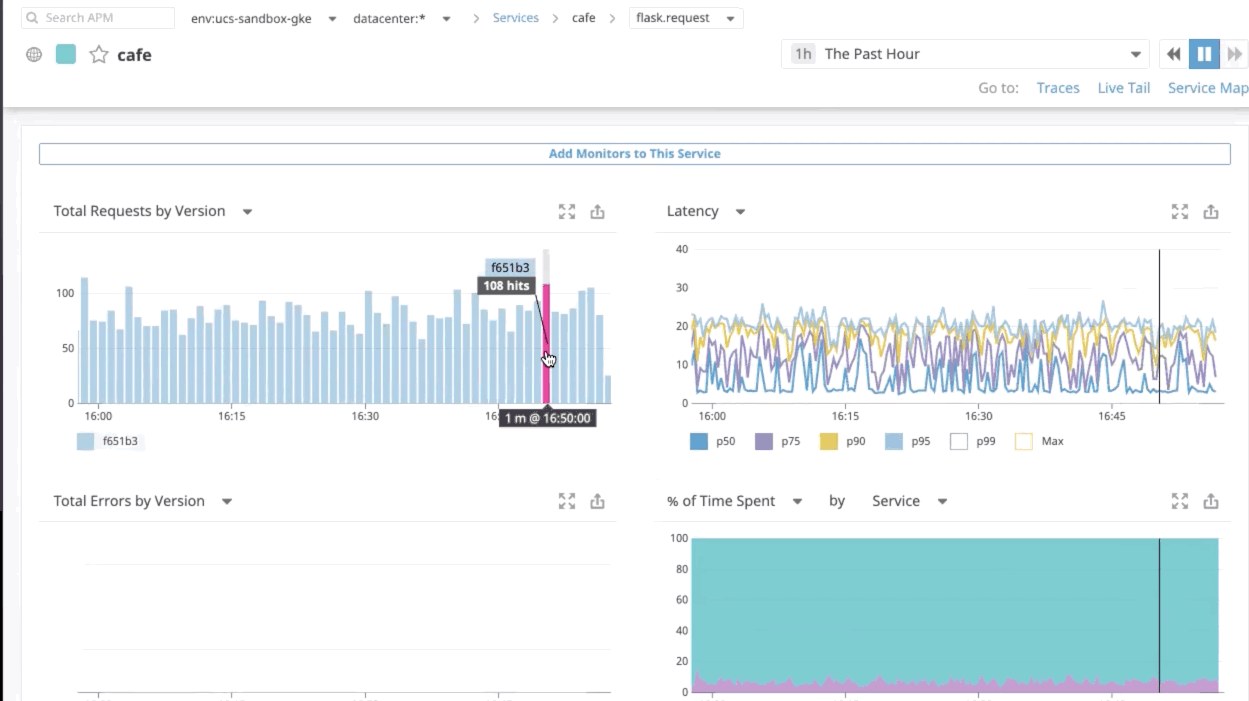 Search APM
env:ucs-sandbox-gke
datacenter:*
> Services > cafe >
flask.request
cafe
1h The Past Hour
Go to: Traces Live Tail Service Map
Add Monitors to This Service
Total Requests by Version
100
50
0
f651b3
108 hits
16:00 16:15 16:30 16:
1 m @ 16:50:00
f651b3
Latency
40
30
20
10
0
16:00 16:15 16:30 16:45
p50 p75 p90 p95 p99 Max
Total Errors by Version
% of Time Spent by Service
100
80
60
40
20
0